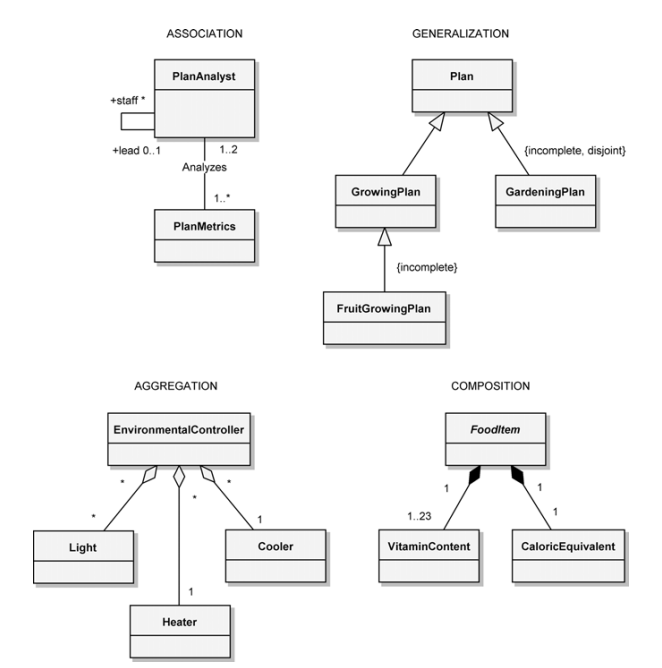 ASSOCIATION
GENERALIZATION
PlanAnalyst
+staff *
+lead 0..1
1..2
Analyzes
1..*
PlanMetrics
Plan
{incomplete, disjoint}
GrowingPlan
GardeningPlan
{incomplete}
FruitGrowingPlan
AGGREGATION
COMPOSITION
EnvironmentalController
*
*
*
*
1
1
Light
Cooler
Heater
FoodItem
1
1
1..23
1
VitaminContent
CaloricEquivalent